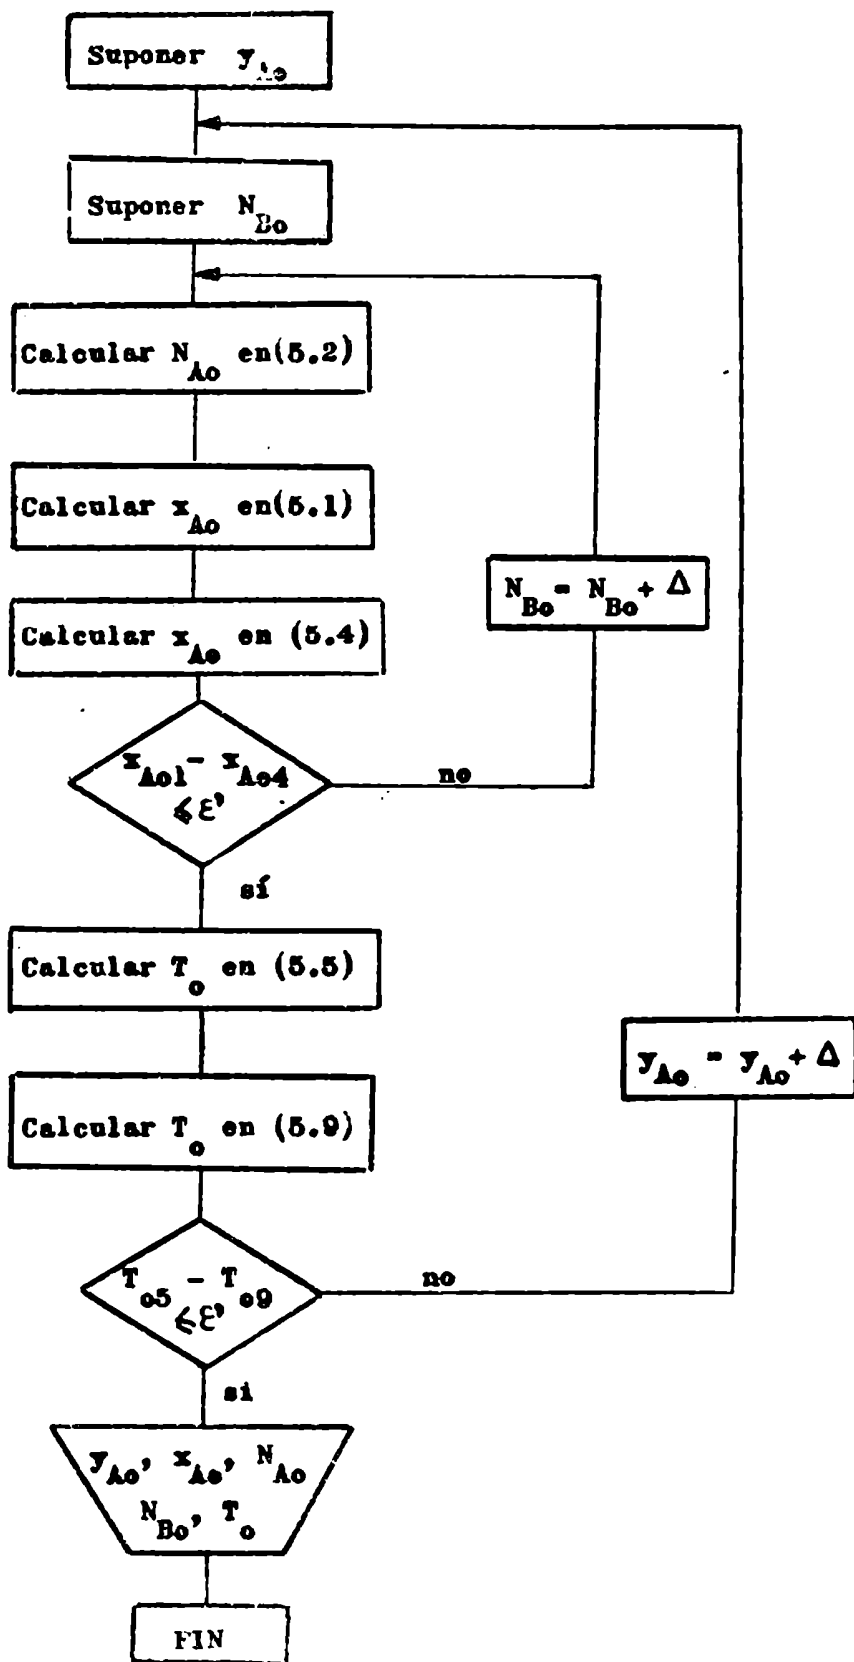 Suponer y_Ao
Suponer N_Bo
Calcular N_Ao en(5.2)
Calcular x_Ao en(5.1)
N_Bo = N_Bo + Δ
Calcular x_Ao en (5.4)
x_Ao1 - x_Ao4
≤ε'
no
sí
Calcular T_o en (5.5)
y_Ao = y_Ao + Δ
Calcular T_o en (5.9)
T_o5 - T_o9
≤ε'
no
si
y_Ao, x_Ao, N_Ao
N_Bo, T_o
FIN